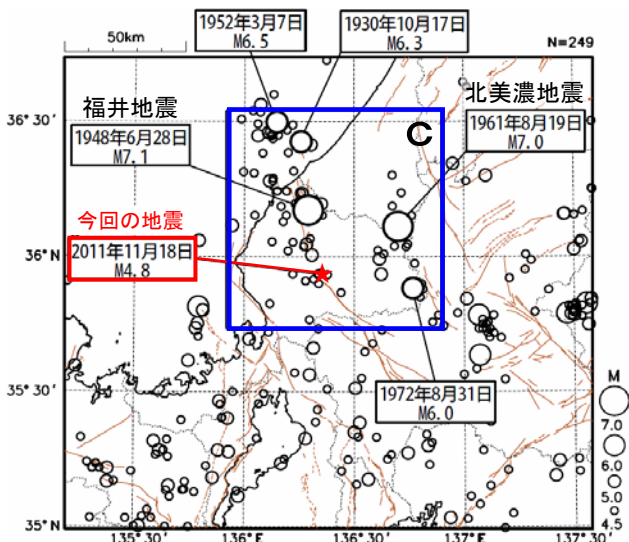 50km
1952年3月7日
M6.5
1930年10月17日
M6.3
N=249
福井地震
1948年6月28日
M7.1
北美濃地震
1961年8月19日
M7.0
C
今回の地震
2011年11月18日
M4.8
1972年8月31日
M6.0
36°30′
36°N
35°30′
35°N
135°30′
136°E
136°30′
137°E
137°30′
M
7.0
6.0
5.0
4.5